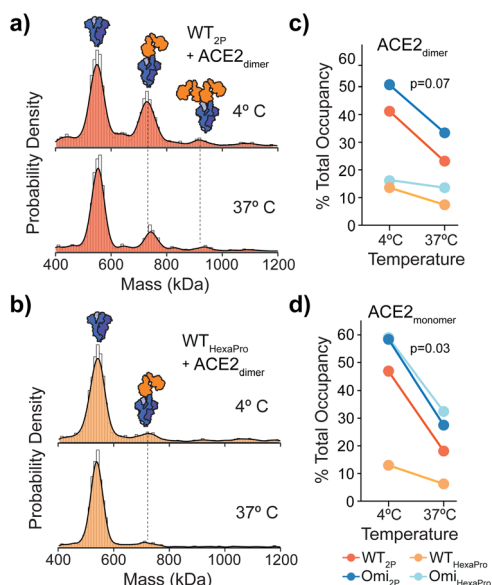 a)
WT2P
+ ACE2dimer
4º C
37º C
Probability Density
400 600 800 1000 1200
Mass (kDa)
b)
WTHexaPro
+ ACE2dimer
4º C
37º C
Probability Density
400 600 800 1000 1200
Mass (kDa)
c)
ACE2dimer
p=0.07
% Total Occupancy
60
50
40
30
20
10
0
4ºC 37ºC
Temperature
d)
ACE2monomer
p=0.03
% Total Occupancy
60
50
40
30
20
10
0
4ºC 37ºC
Temperature
WT2P WTHexaPro
Omi2P OmiHexaPro